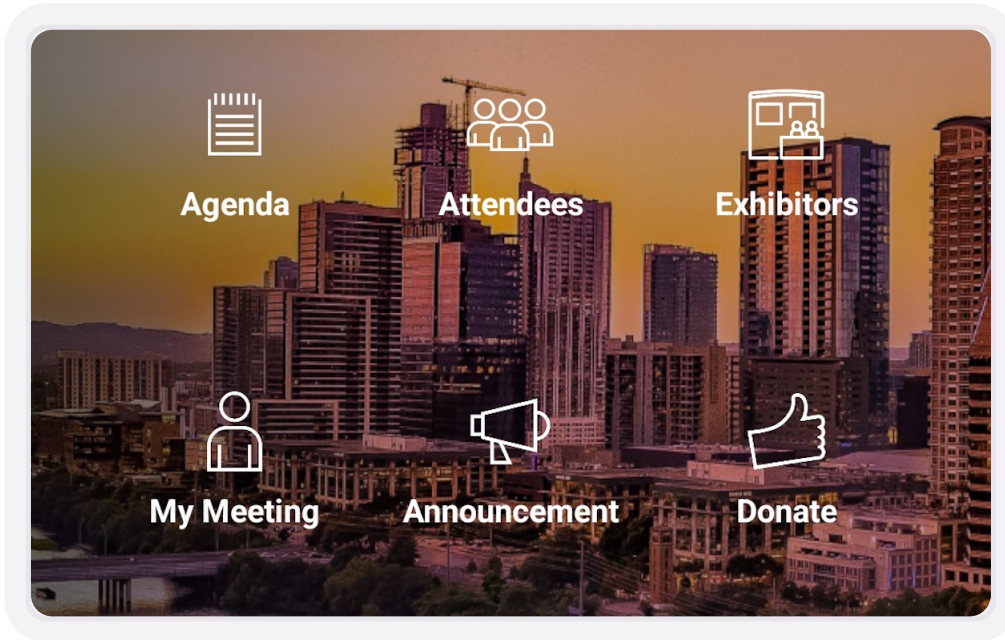 Agenda
Attendees
Exhibitors
My Meeting
Announcement
Donate